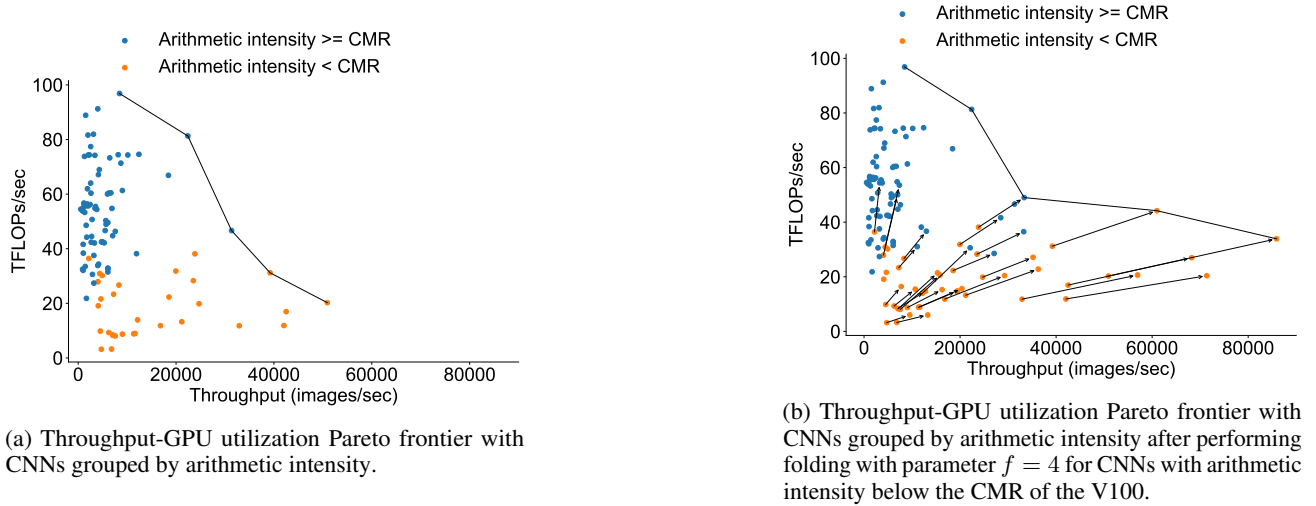 Arithmetic intensity >= CMR
Arithmetic intensity < CMR
100
80
60
40
20
0
TFLOPs/sec
0 20000 40000 60000 80000
Throughput (images/sec)
(a) Throughput-GPU utilization Pareto frontier with
CNNs grouped by arithmetic intensity.
Arithmetic intensity >= CMR
Arithmetic intensity < CMR
100
80
60
40
20
0
TFLOPs/sec
0 20000 40000 60000 80000
Throughput (images/sec)
(b) Throughput-GPU utilization Pareto frontier with
CNNs grouped by arithmetic intensity after performing
folding with parameter f = 4 for CNNs with arithmetic
intensity below the CMR of the V100.